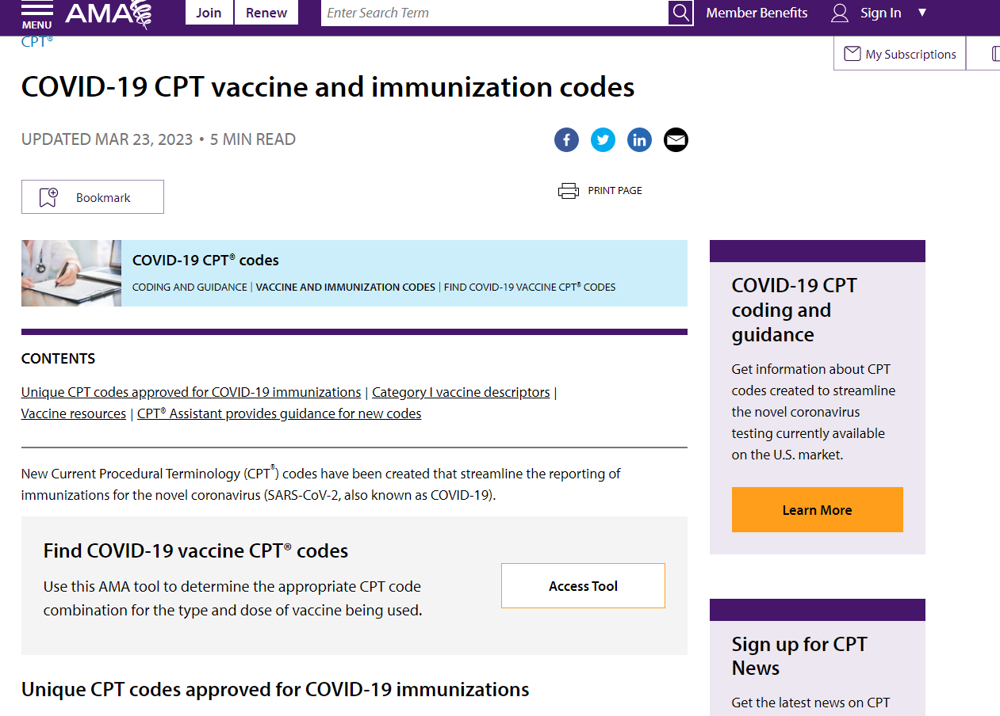 MENU
AMA
Join
Renew
Enter Search Term
Member Benefits
Sign In ▼
CPT®
My Subscriptions
COVID-19 CPT vaccine and immunization codes
UPDATED MAR 23, 2023 • 5 MIN READ
Bookmark
PRINT PAGE
COVID-19 CPT® codes
CODING AND GUIDANCE | VACCINE AND IMMUNIZATION CODES | FIND COVID-19 VACCINE CPT® CODES
CONTENTS
Unique CPT codes approved for COVID-19 immunizations | Category I vaccine descriptors |
Vaccine resources | CPT® Assistant provides guidance for new codes
New Current Procedural Terminology (CPT®) codes have been created that streamline the reporting of
immunizations for the novel coronavirus (SARS-CoV-2, also known as COVID-19).
Find COVID-19 vaccine CPT® codes
Use this AMA tool to determine the appropriate CPT code
combination for the type and dose of vaccine being used.
Access Tool
Unique CPT codes approved for COVID-19 immunizations
COVID-19 CPT
coding and
guidance
Get information about CPT
codes created to streamline
the novel coronavirus
testing currently available
on the U.S. market.
Learn More
Sign up for CPT
News
Get the latest news on CPT